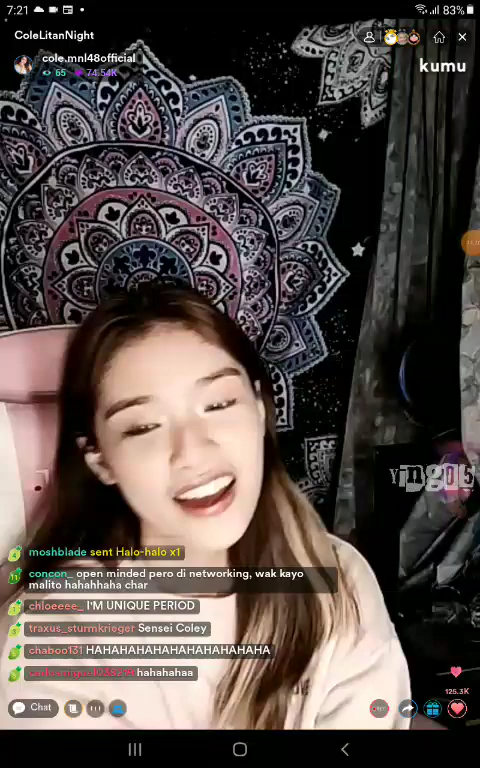 7:21
83%
ColeLitanNight
cole.mnl48official
65 74.54K
kumu
Yingo15
moshblade sent Halo-halo x1
concon_ open minded pero di networking, wak kayo
malito hahahhaha char
chloeeee_ I'M UNIQUE PERIOD
traxus_sturmkrieger Sensei Coley
chaboo131 HAHAHAHAHAHAHAHAHAHA
hahahahaa
125.3K
Chat